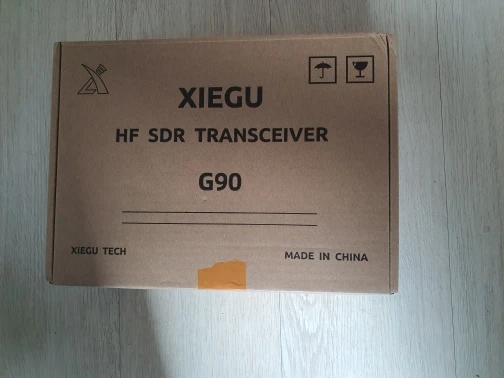 XIEGU
HF SDR TRANSCEIVER
G90
XIEGU TECH
MADE IN CHINA